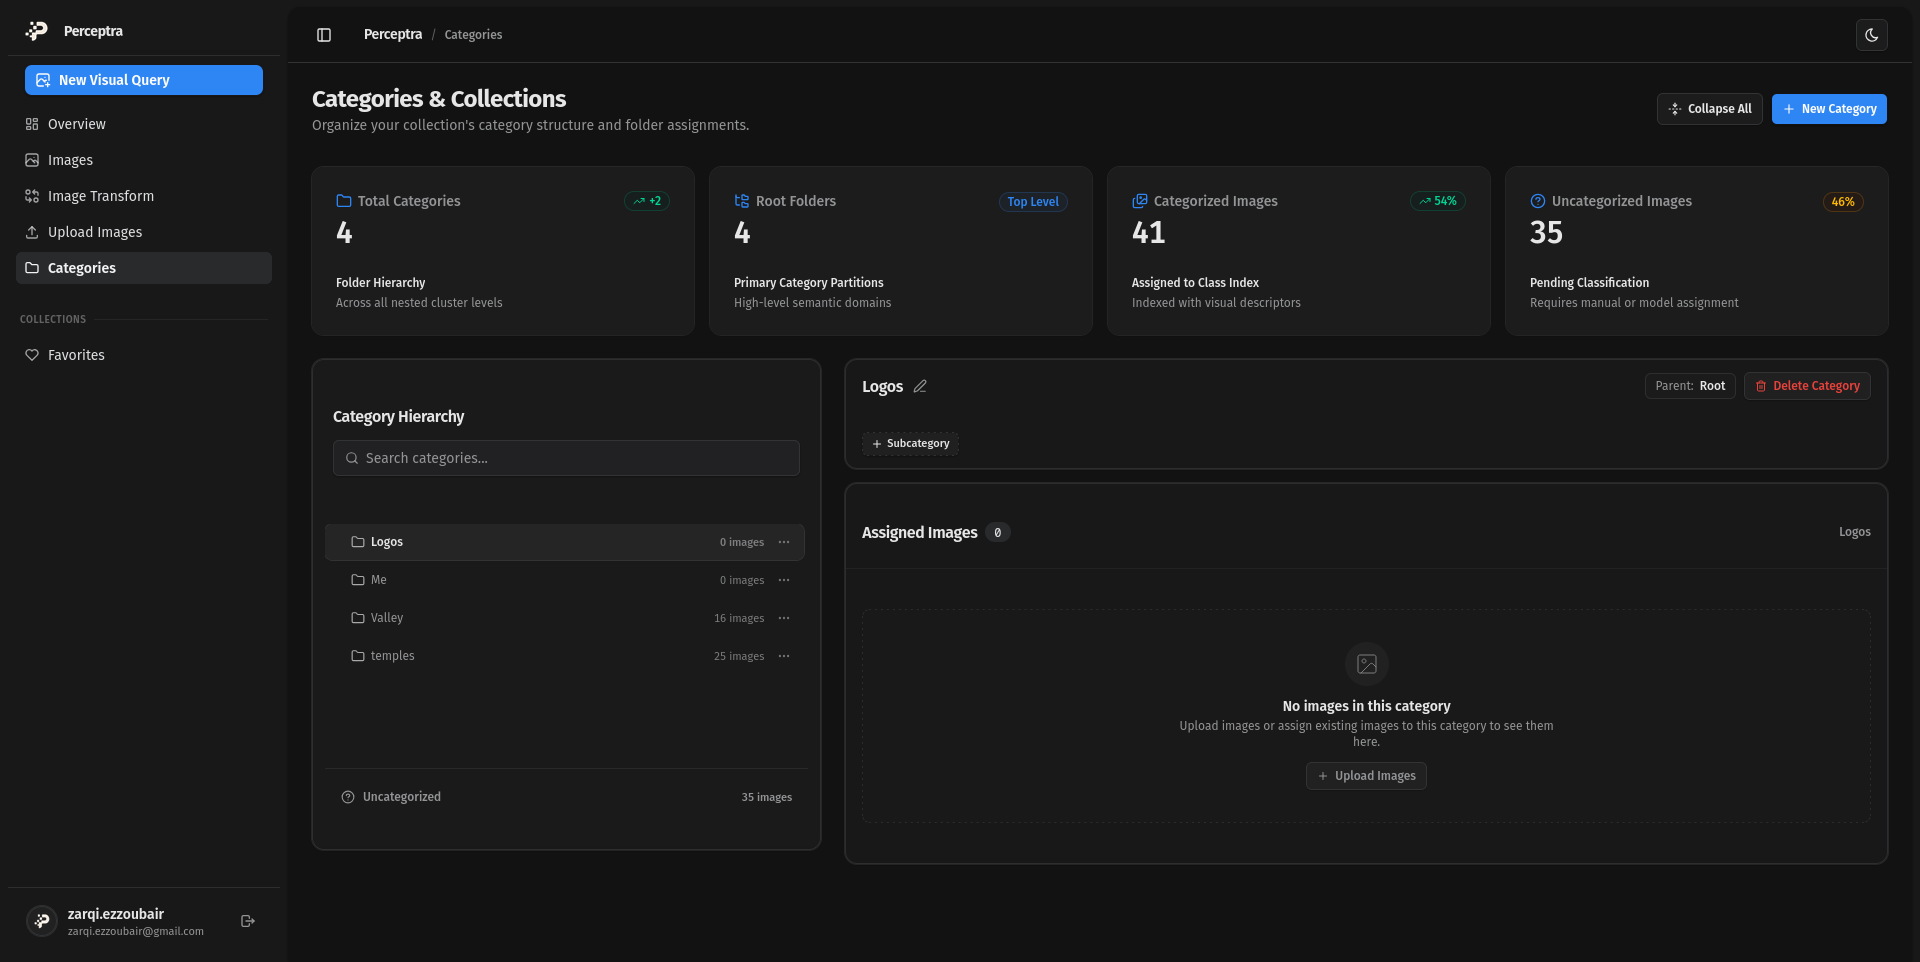 Perceptra
New Visual Query
Overview
Images
Image Transform
Upload Images
Categories
COLLECTIONS
Favorites
zarqi.ezzoubair
zarqi.ezzoubair@gmail.com
Perceptra / Categories
Categories & Collections
Organize your collection's category structure and folder assignments.
Collapse All
New Category
Total Categories
+2
4
Folder Hierarchy
Across all nested cluster levels
Root Folders
Top Level
4
Primary Category Partitions
High-level semantic domains
Categorized Images
54%
41
Assigned to Class Index
Indexed with visual descriptors
Uncategorized Images
46%
35
Pending Classification
Requires manual or model assignment
Category Hierarchy
Search categories...
Logos 0 images
Me 0 images
Valley 16 images
temples 25 images
Uncategorized 35 images
Logos
Parent: Root
Delete Category
+ Subcategory
Assigned Images 0
Logos
No images in this category
Upload images or assign existing images to this category to see them
here.
+ Upload Images